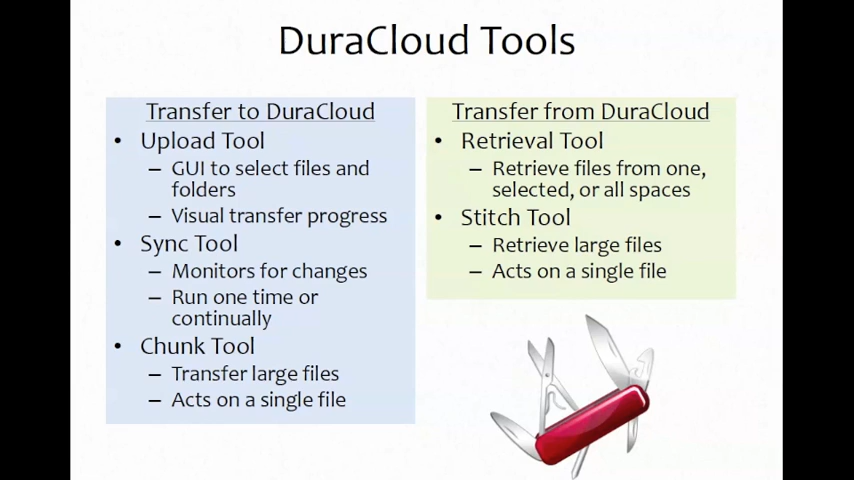 DuraCloud Tools
Transfer to DuraCloud
• Upload Tool
– GUI to select files and
folders
– Visual transfer progress
• Sync Tool
– Monitors for changes
– Run one time or
continually
• Chunk Tool
– Transfer large files
– Acts on a single file
Transfer from DuraCloud
• Retrieval Tool
– Retrieve files from one,
selected, or all spaces
• Stitch Tool
– Retrieve large files
– Acts on a single file